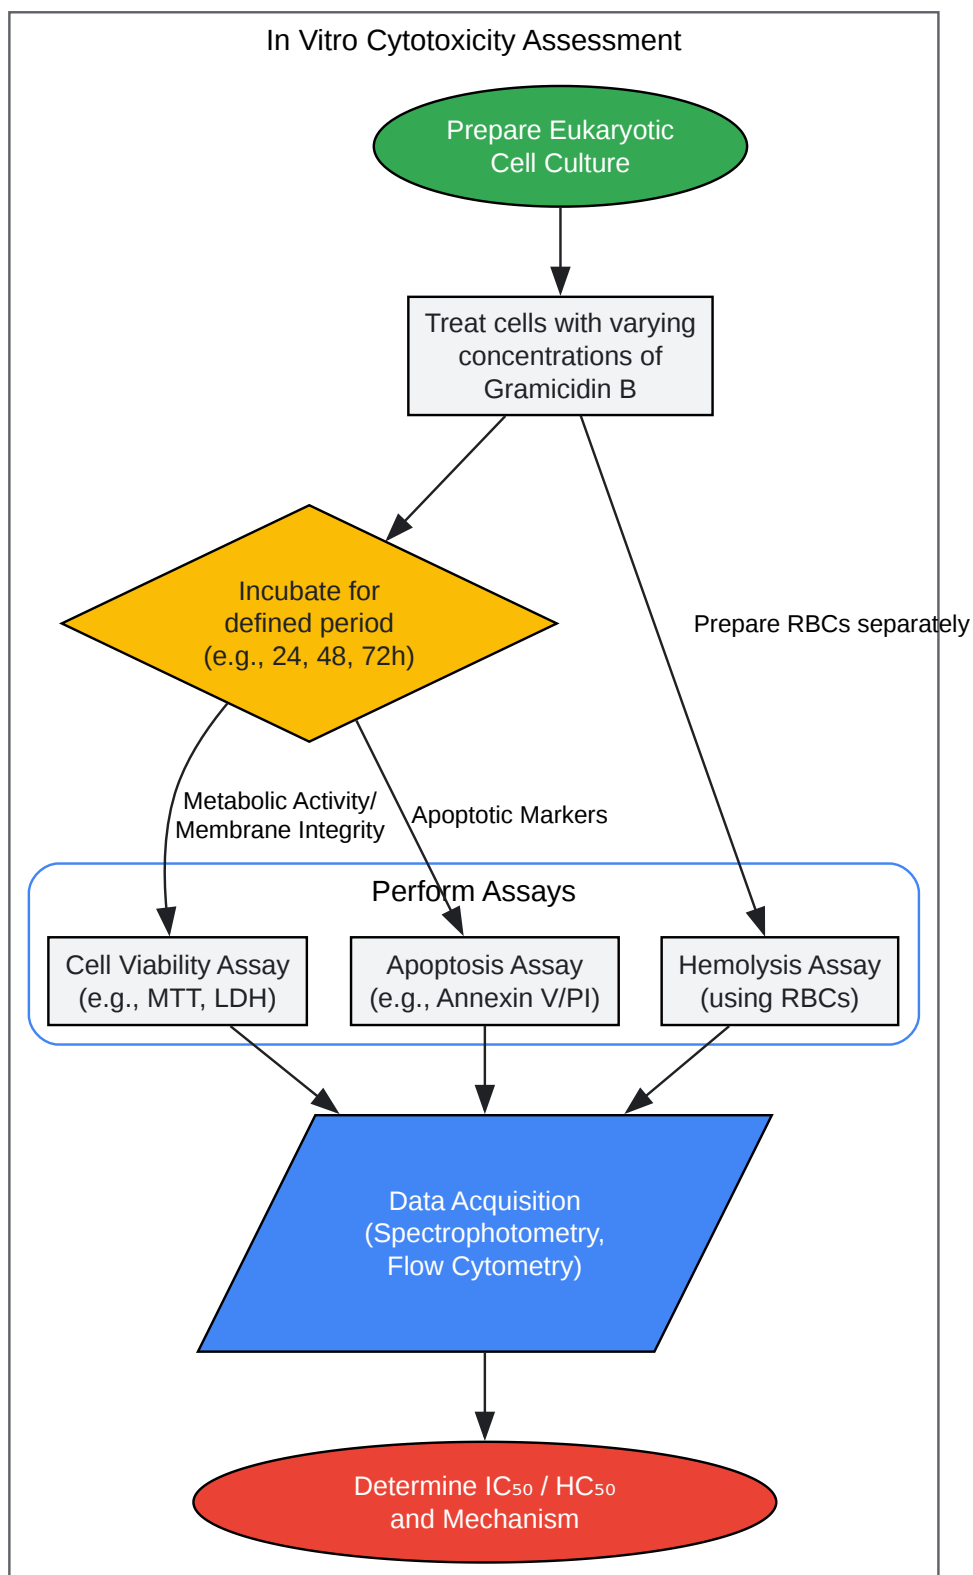 In Vitro Cytotoxicity Assessment
Prepare Eukaryotic
Cell Culture
Treat cells with varying
concentrations of
Gramicidin B
Incubate for
defined period
(e.g., 24, 48, 72h)
Prepare RBCs separately
Metabolic Activity/
Membrane Integrity
Apoptotic Markers
Perform Assays
Cell Viability Assay
(e.g., MTT, LDH)
Apoptosis Assay
(e.g., Annexin V/PI)
Hemolysis Assay
(using RBCs)
Data Acquisition
(Spectrophotometry,
Flow Cytometry)
Determine IC₅₀ / HC₅₀
and Mechanism